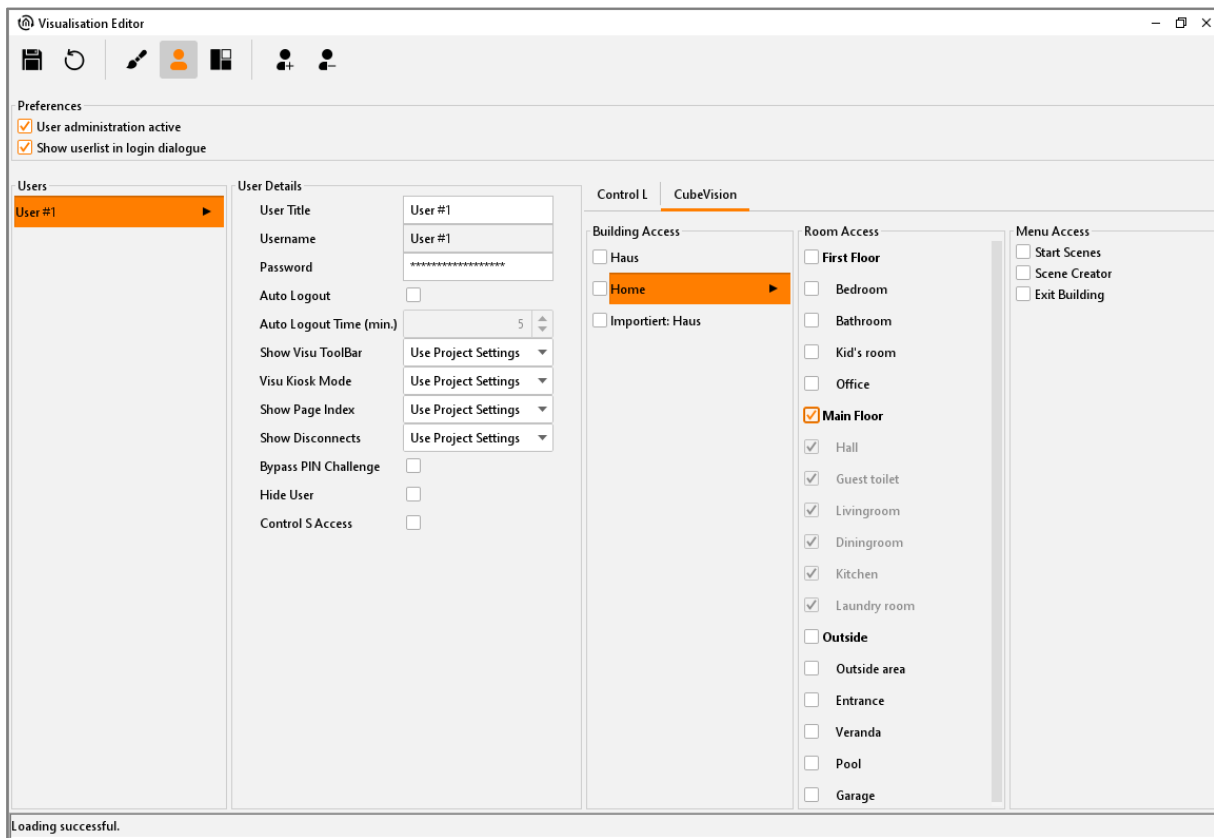 Visualisation Editor
Preferences
User administration active
Show userlist in login dialogue
Users
User #1
User Details
User Title User #1
Username User #1
Password ******************
Auto Logout
Auto Logout Time (min.) 5
Show Visu ToolBar Use Project Settings
Visu Kiosk Mode Use Project Settings
Show Page Index Use Project Settings
Show Disconnects Use Project Settings
Bypass PIN Challenge
Hide User
Control S Access
Control L CubeVision
Building Access
Haus
Home
Importiert: Haus
Room Access
First Floor
Bedroom
Bathroom
Kid's room
Office
Main Floor
Hall
Guest toilet
Livingroom
Diningroom
Kitchen
Laundry room
Outside
Outside area
Entrance
Veranda
Pool
Garage
Menu Access
Start Scenes
Scene Creator
Exit Building
Loading successful.